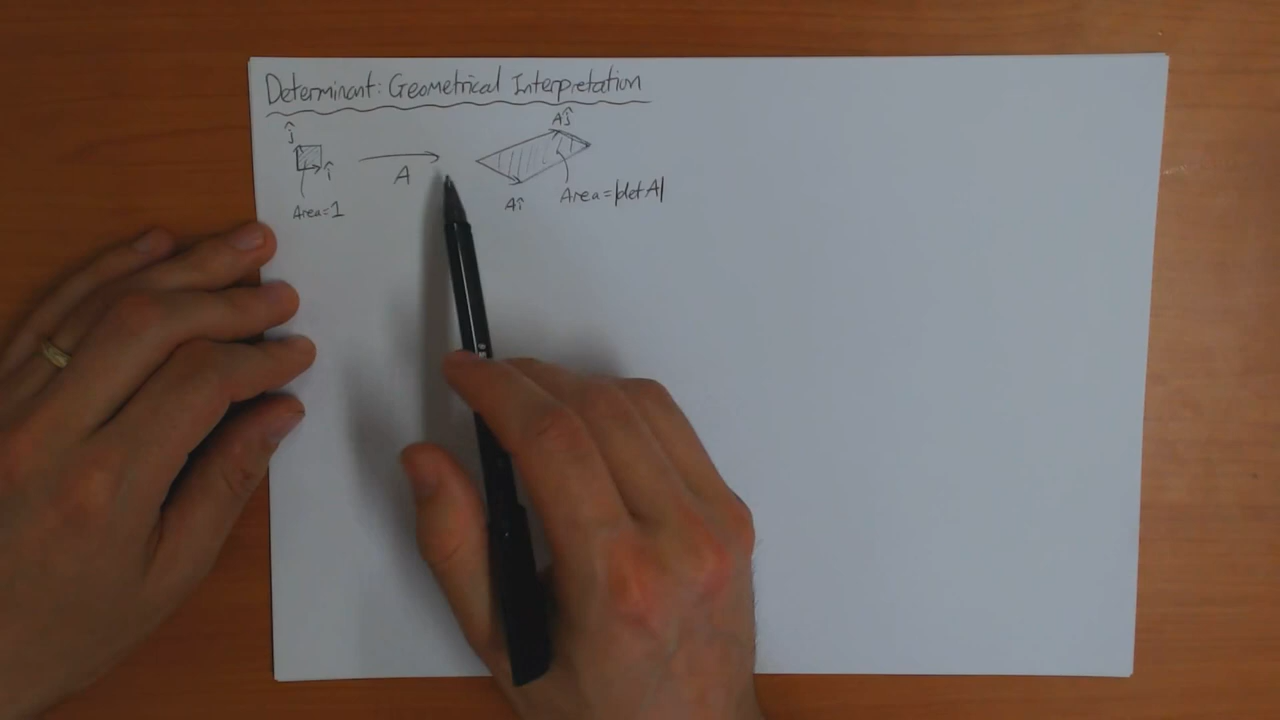 Determinant: Geometrical Interpretation
ĵ
î
Area=1
A
Aĵ
Aî
Area=|det A|